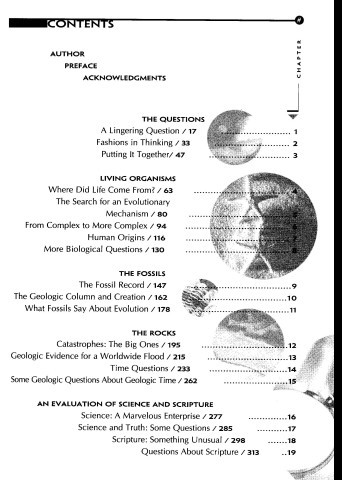 CONTENTS
CHAPTER
AUTHOR
PREFACE
ACKNOWLEDGMENTS
THE QUESTIONS
A Lingering Question / 17 ........ 1
Fashions in Thinking / 33 ........ 2
Putting It Together/ 47 ........ 3
LIVING ORGANISMS
Where Did Life Come From? / 63 ........ 4
The Search for an Evolutionary
Mechanism / 80 ........
From Complex to More Complex / 94 ........
Human Origins / 116 ........
More Biological Questions / 130 ........
THE FOSSILS
The Fossil Record / 147 ........ 9
The Geologic Column and Creation / 162 ........ 10
What Fossils Say About Evolution / 178 ........ 11
THE ROCKS
Catastrophes: The Big Ones / 195 ........ 12
Geologic Evidence for a Worldwide Flood / 215 ........ 13
Time Questions / 233 ........ 14
Some Geologic Questions About Geologic Time / 262 ........ 15
AN EVALUATION OF SCIENCE AND SCRIPTURE
Science: A Marvelous Enterprise / 277 ........ 16
Science and Truth: Some Questions / 285 ........ 17
Scripture: Something Unusual / 298 ....... 18
Questions About Scripture / 313 ..19